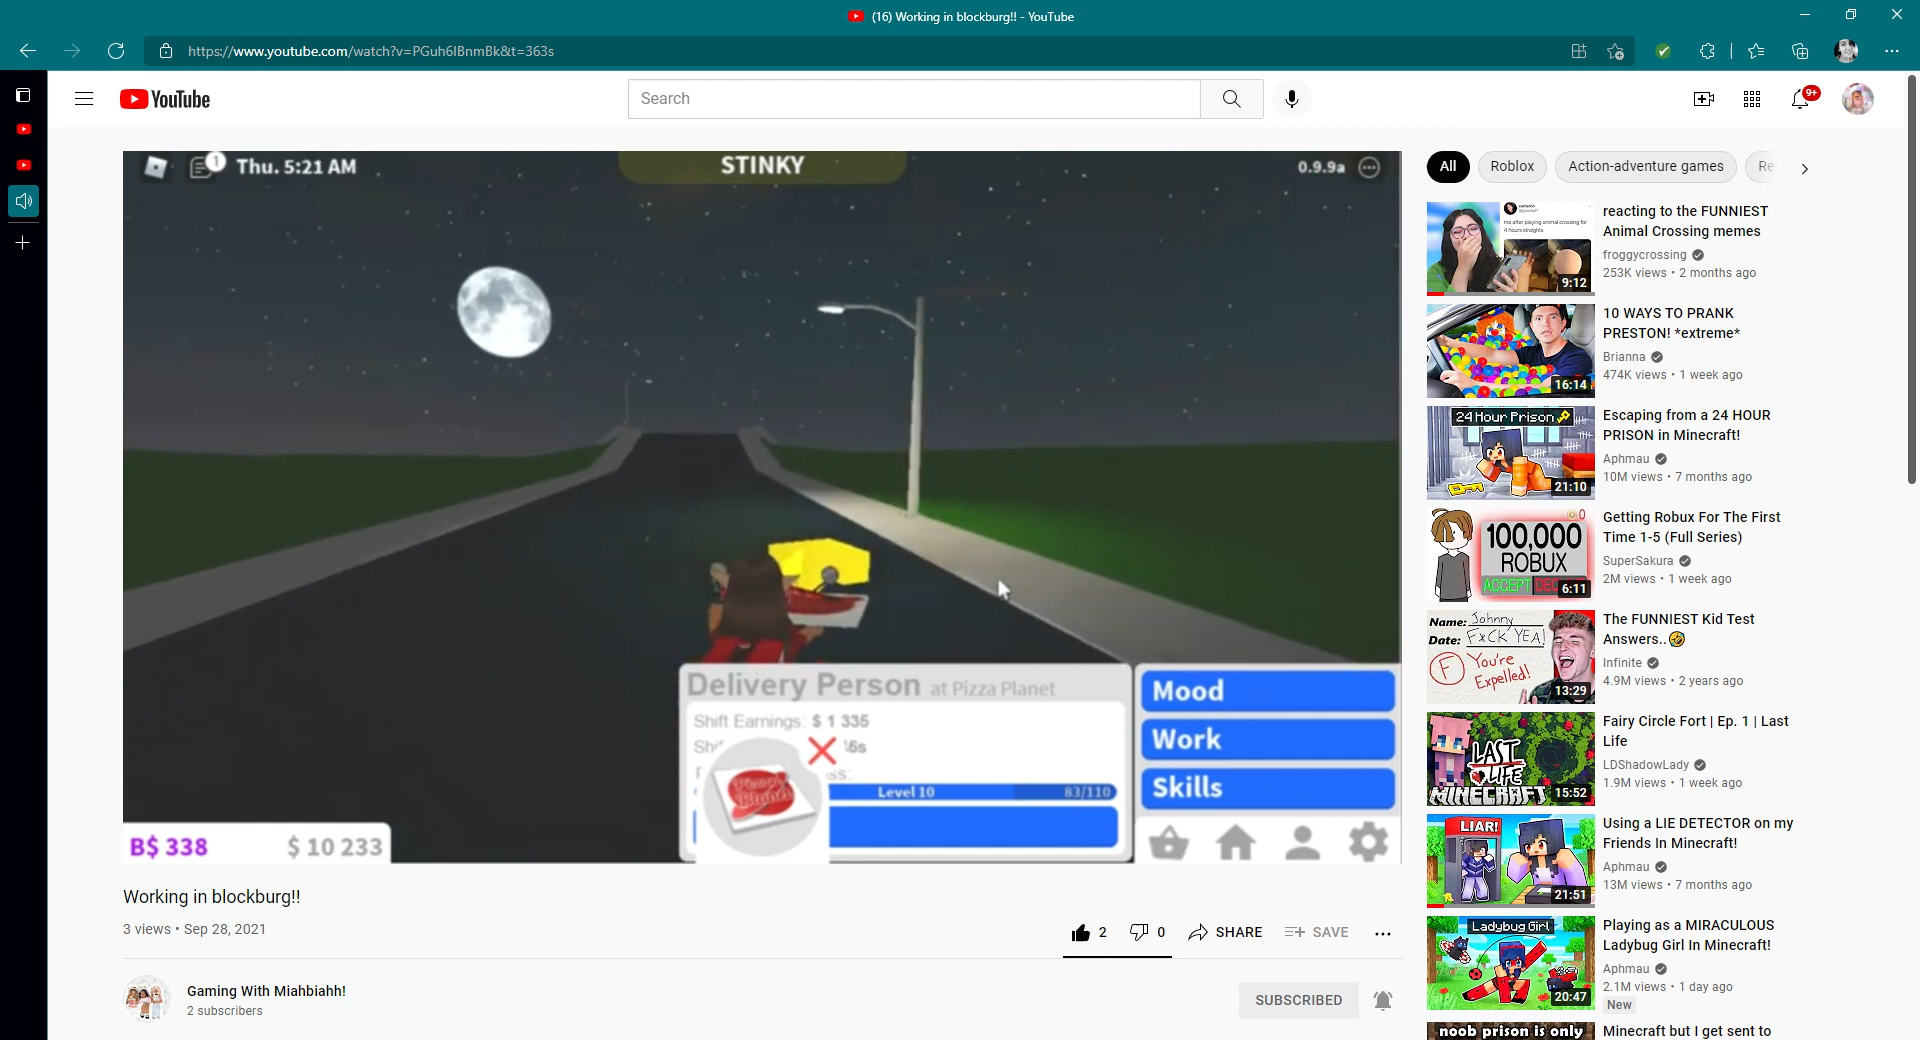 (16) Working in blockburg!! - YouTube
https://www.youtube.com/watch?v=PGuh6IBnmBk&t=363s
YouTube
Search
9+
1
Thu. 5:21 AM
STINKY
0.9.9a
Delivery Person at Pizza Planet
Shift Earnings: $ 1 335
Level 10
83/110
Mood
Work
Skills
B$ 338
$ 10 233
Working in blockburg!!
3 views • Sep 28, 2021
2
0
SHARE
SAVE
Gaming With Miahbiahh!
2 subscribers
SUBSCRIBED
All
Roblox
Action-adventure games
Re
9:12
reacting to the FUNNIEST
Animal Crossing memes
froggycrossing
253K views • 2 months ago
16:14
10 WAYS TO PRANK
PRESTON! *extreme*
Brianna
474K views • 1 week ago
24 Hour Prison
21:10
Escaping from a 24 HOUR
PRISON in Minecraft!
Aphmau
10M views • 7 months ago
0
100,000
ROBUX
ACCEPT
6:11
Getting Robux For The First
Time 1-5 (Full Series)
SuperSakura
2M views • 1 week ago
Name: Johnny
Date: FxCK YEA!
F
You're
Expelled!
13:29
The FUNNIEST Kid Test
Answers..🤣
Infinite
4.9M views • 2 years ago
LAST
LIFE
MINECRAFT
15:52
Fairy Circle Fort | Ep. 1 | Last
Life
LDShadowLady
1.9M views • 1 week ago
LIAR!
21:51
Using a LIE DETECTOR on my
Friends In Minecraft!
Aphmau
13M views • 7 months ago
Ladybug Girl
20:47
Playing as a MIRACULOUS
Ladybug Girl In Minecraft!
Aphmau
2.1M views • 1 day ago
New
noob prison is only
Minecraft but I get sent to